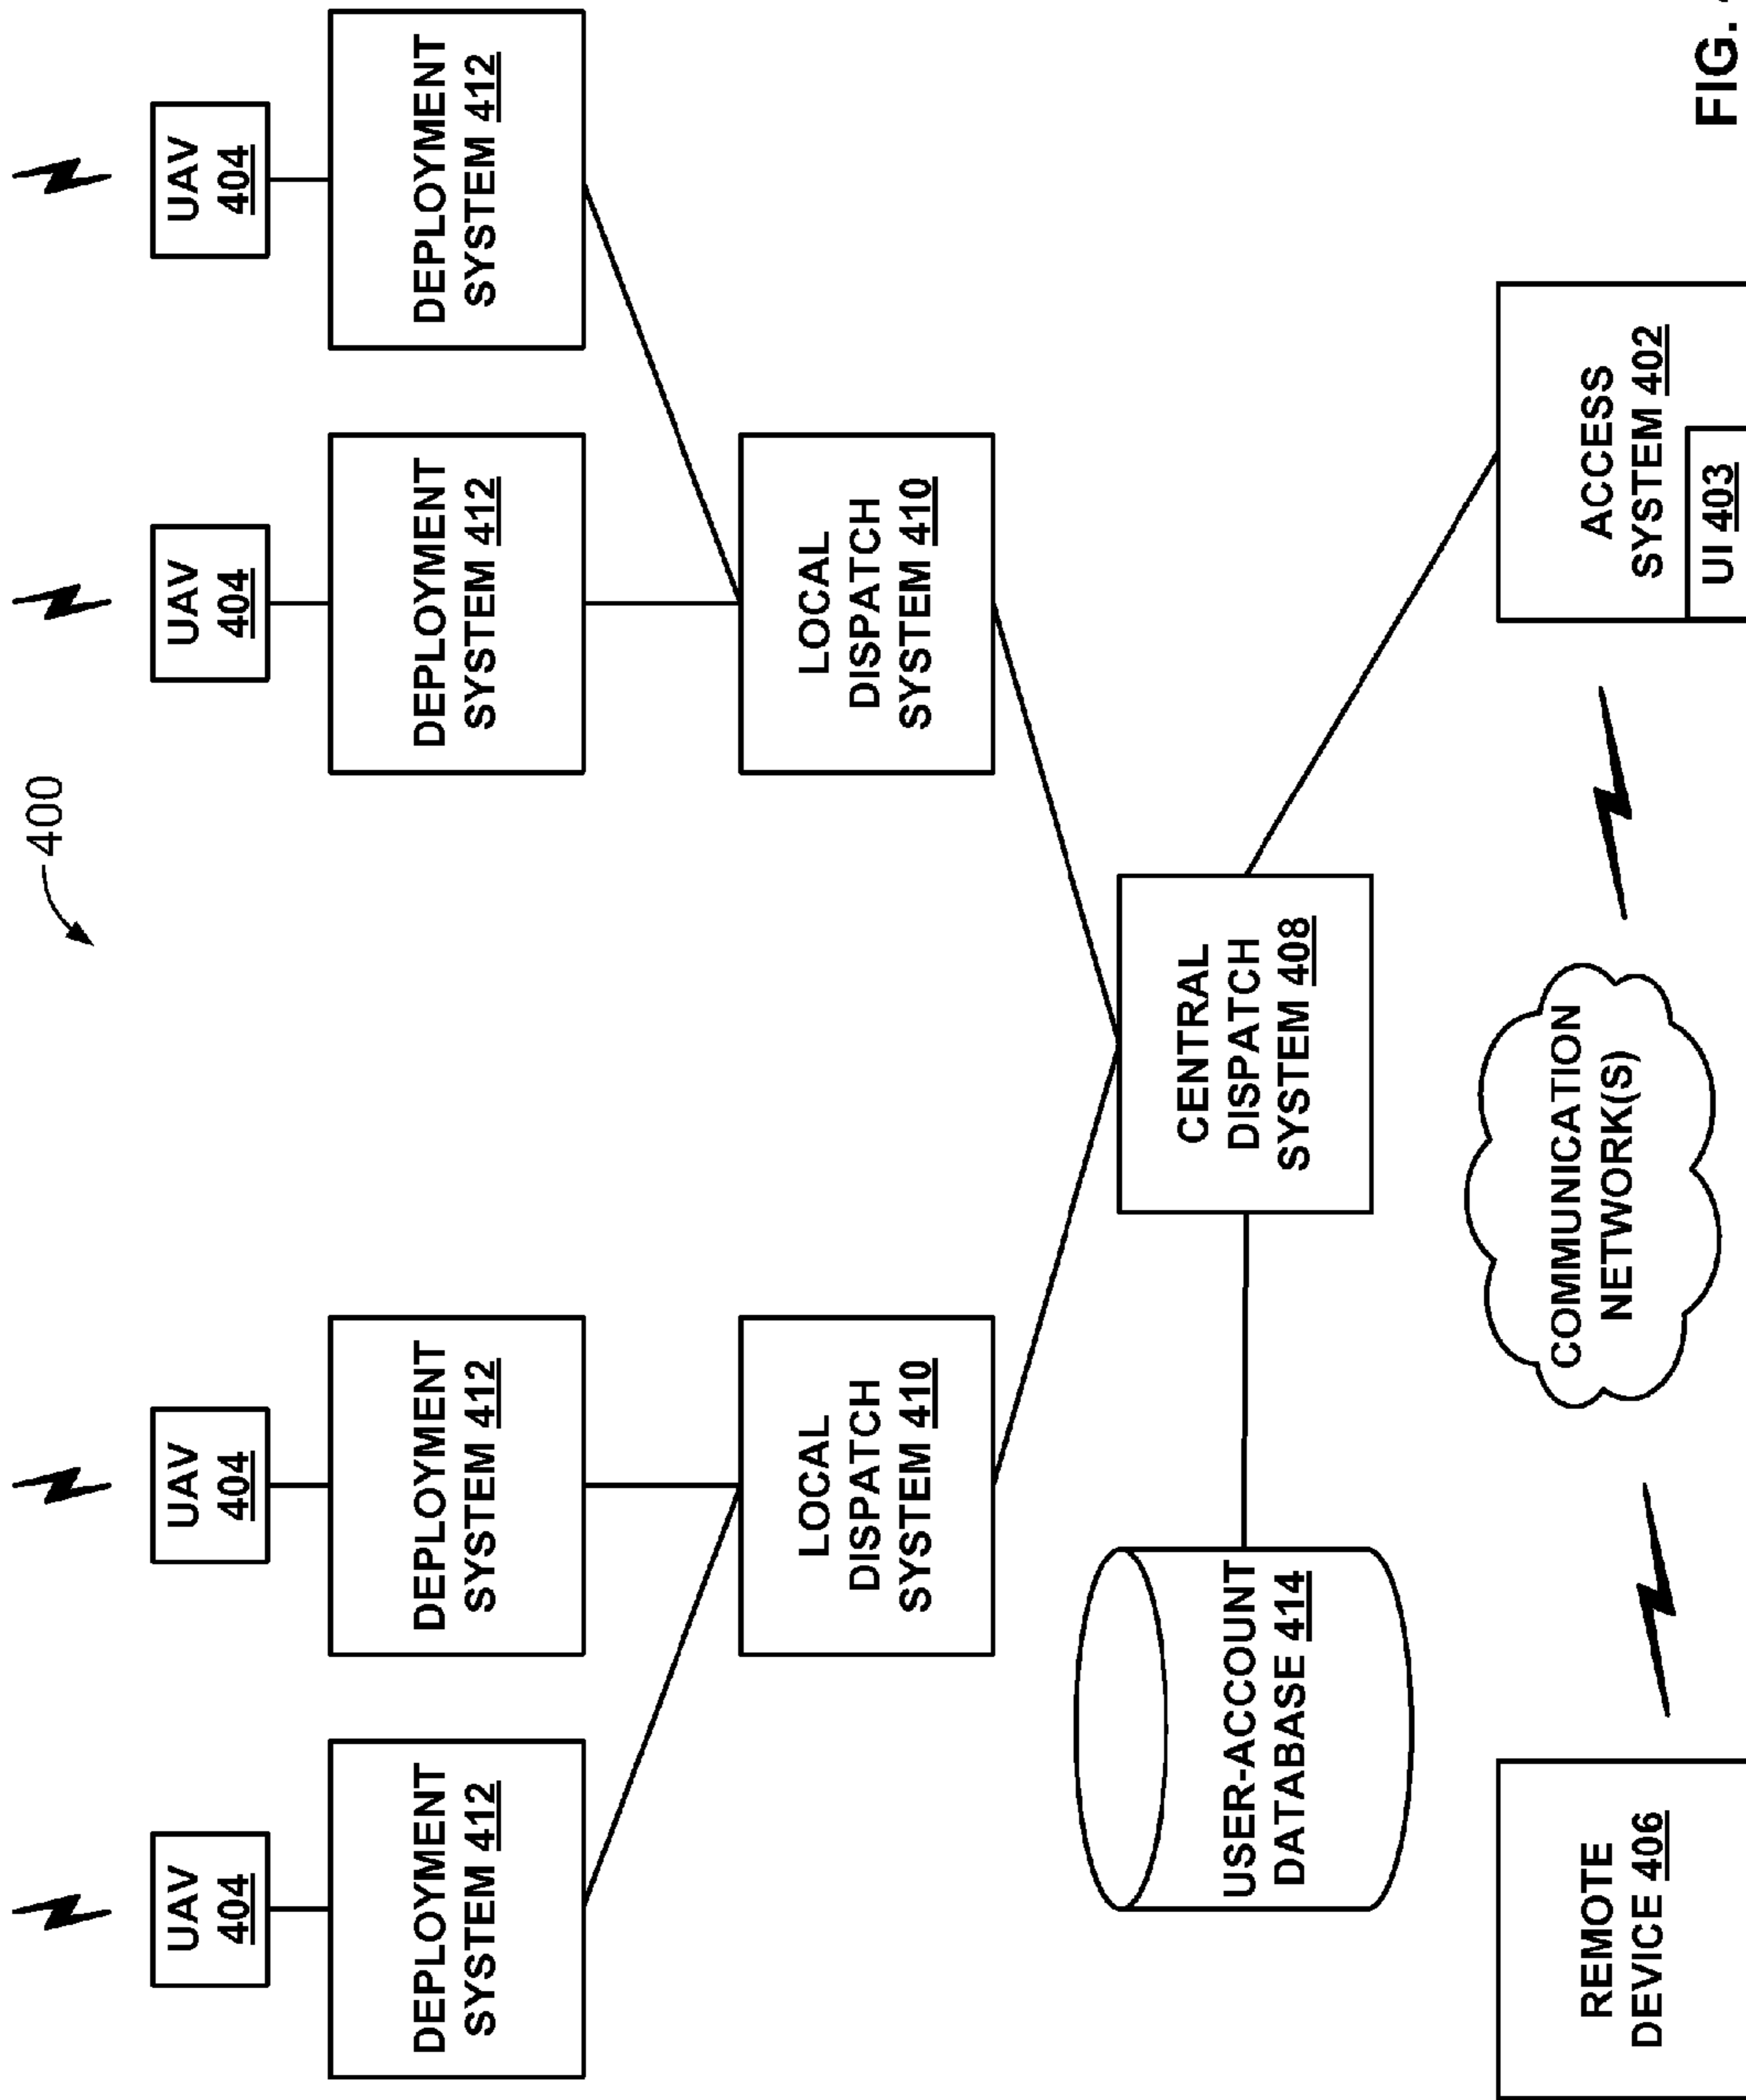 400
UAV
404
UAV
404
UAV
404
UAV
404
DEPLOYMENT
SYSTEM 412
DEPLOYMENT
SYSTEM 412
DEPLOYMENT
SYSTEM 412
DEPLOYMENT
SYSTEM 412
LOCAL
DISPATCH
SYSTEM 410
LOCAL
DISPATCH
SYSTEM 410
USER-ACCOUNT
DATABASE 414
CENTRAL
DISPATCH
SYSTEM 408
REMOTE
DEVICE 406
COMMUNICATION
NETWORK(S)
ACCESS
SYSTEM 402
UI 403
FIG.